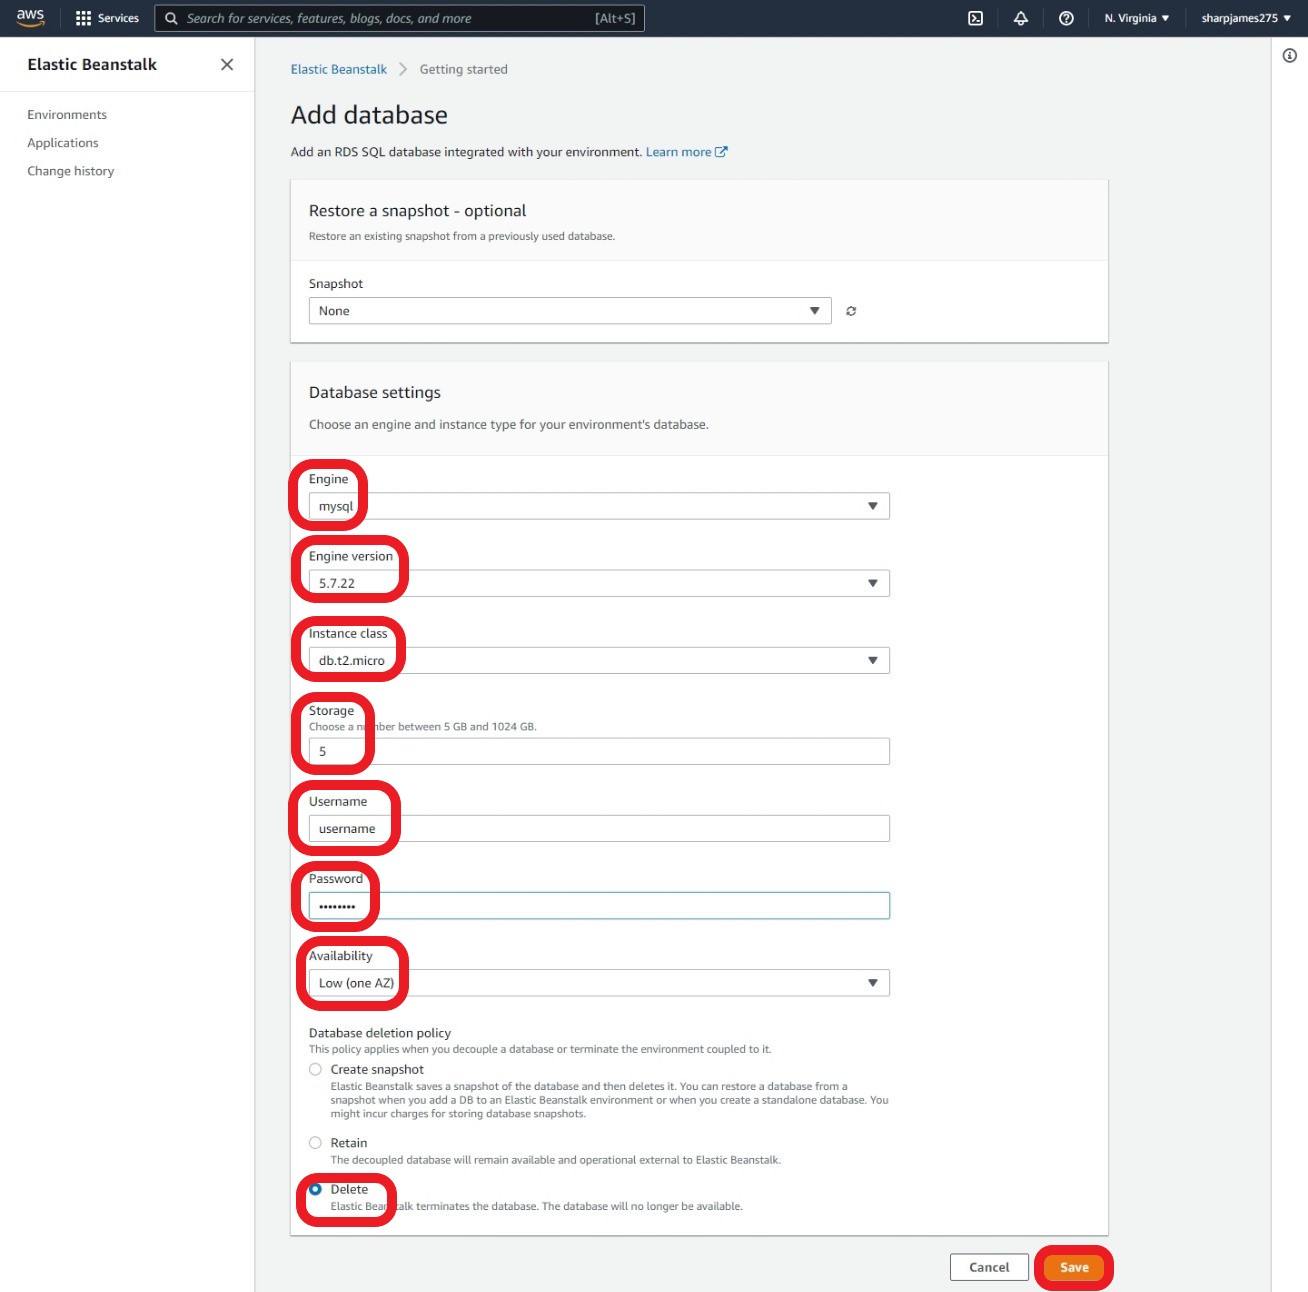 aws
Services
Search for services, features, blogs, docs, and more
[Alt+S]
N. Virginia
sharpjames275
Elastic Beanstalk
Environments
Applications
Change history
Elastic Beanstalk
Getting started
Add database
Add an RDS SQL database integrated with your environment. Learn more
Restore a snapshot - optional
Restore an existing snapshot from a previously used database.
Snapshot
None
Database settings
Choose an engine and instance type for your environment's database.
Engine
mysql
Engine version
5.7.22
Instance class
db.t2.micro
Storage
Choose a number between 5 GB and 1024 GB.
5
Username
username
Password
••••••••
Availability
Low (one AZ)
Database deletion policy
This policy applies when you decouple a database or terminate the environment coupled to it.
Create snapshot
Elastic Beanstalk saves a snapshot of the database and then deletes it. You can restore a database from a
snapshot when you add a DB to an Elastic Beanstalk environment or when you create a standalone database. You
might incur charges for storing database snapshots.
Retain
The decoupled database will remain available and operational external to Elastic Beanstalk.
Delete
Elastic Beanstalk terminates the database. The database will no longer be available.
Cancel
Save